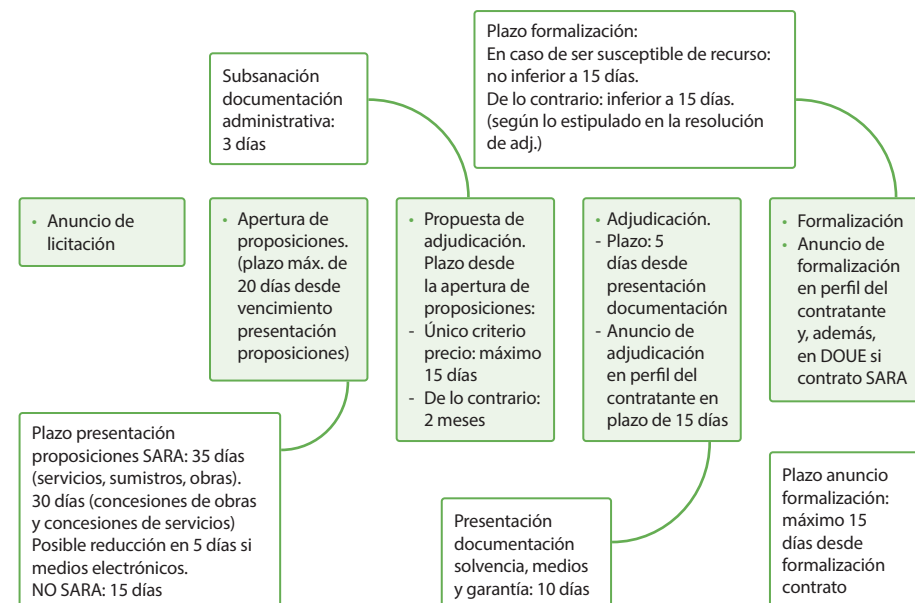 Plazo formalización:
En caso de ser susceptible de recurso:
no inferior a 15 días.
De lo contrario: inferior a 15 días.
(según lo estipulado en la resolución
de adj.)
Subsanación
documentación
administrativa:
3 días
• Anuncio de
licitación
• Apertura de
proposiciones.
(plazo máx. de
20 días desde
vencimiento
presentación
proposiciones)
• Propuesta de
adjudicación.
Plazo desde
la apertura de
proposiciones:
- Único criterio
precio: máximo
15 días
- De lo contrario:
2 meses
• Adjudicación.
- Plazo: 5
días desde
presentación
documentación
- Anuncio de
adjudicación
en perfil del
contratante en
plazo de 15 días
• Formalización
• Anuncio de
formalización
en perfil del
contratante
y, además,
en DOUE si
contrato SARA
Plazo presentación
proposiciones SARA: 35 días
(servicios, sumistros, obras).
30 días (concesiones de obras
y concesiones de servicios)
Posible reducción en 5 días si
medios electrónicos.
NO SARA: 15 días
Presentación
documentación
solvencia, medios
y garantía: 10 días
Plazo anuncio
formalización:
máximo 15
días desde
formalización
contrato